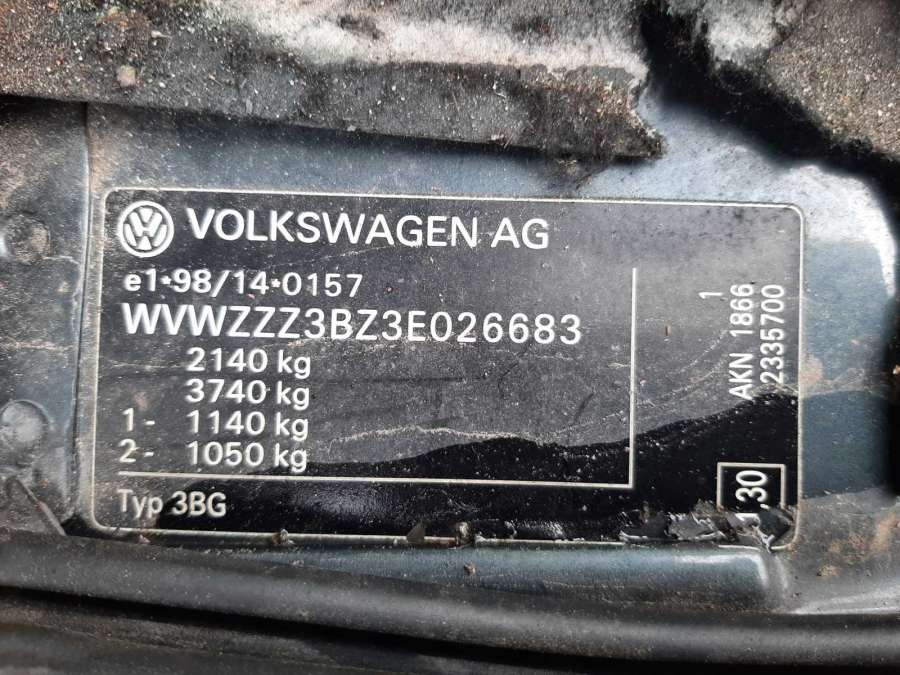 VOLKSWAGEN AG
e1*98/14*0157
WVWZZZ3BZ3E026683
2140 kg
3740 kg
1- 1140 kg
2- 1050 kg
Typ 3BG
1
AKN 1866
2335700
,30